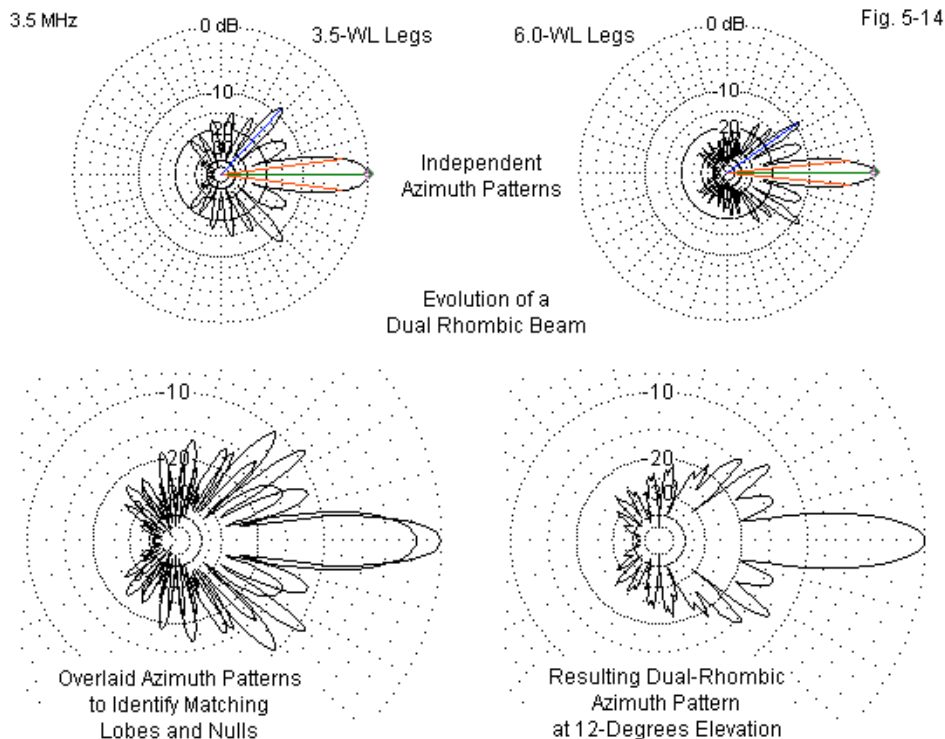 3.5 MHz
0 dB
3.5-WL Legs
6.0-WL Legs
0 dB
Fig. 5-14
-10
-10
20
20
Independent
Azimuth Patterns
Evolution of a
Dual Rhombic Beam
-10
-10
-20
-20
30
Overlaid Azimuth Patterns
to Identify Matching
Lobes and Nulls
Resulting Dual-Rhombic
Azimuth Pattern
at 12-Degrees Elevation